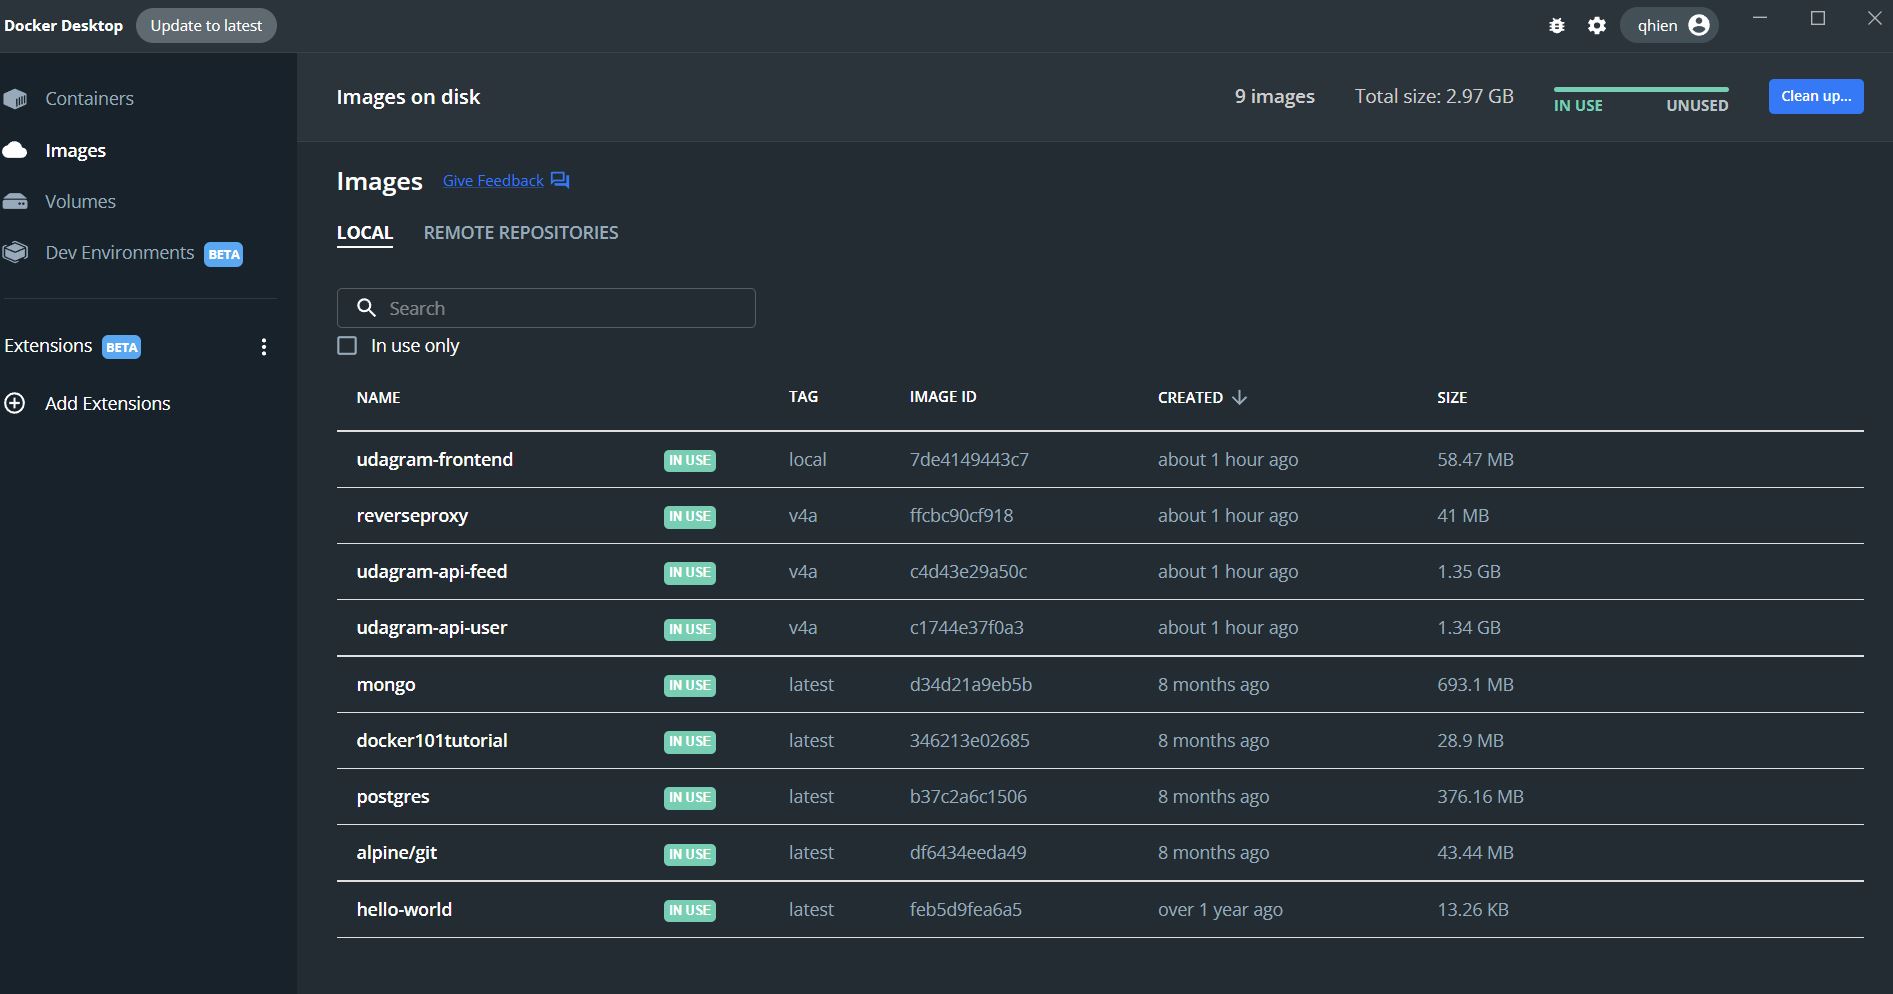 Docker Desktop Update to latest qhien
Containers
Images
Volumes
Dev Environments BETA
Extensions BETA
Add Extensions
Images on disk 9 images Total size: 2.97 GB IN USE UNUSED Clean up...
Images Give Feedback
LOCAL REMOTE REPOSITORIES
Search
In use only
NAME TAG IMAGE ID CREATED SIZE
udagram-frontend IN USE local 7de4149443c7 about 1 hour ago 58.47 MB
reverseproxy IN USE v4a ffcbc90cf918 about 1 hour ago 41 MB
udagram-api-feed IN USE v4a c4d43e29a50c about 1 hour ago 1.35 GB
udagram-api-user IN USE v4a c1744e37f0a3 about 1 hour ago 1.34 GB
mongo IN USE latest d34d21a9eb5b 8 months ago 693.1 MB
docker101tutorial IN USE latest 346213e02685 8 months ago 28.9 MB
postgres IN USE latest b37c2a6c1506 8 months ago 376.16 MB
alpine/git IN USE latest df6434eeda49 8 months ago 43.44 MB
hello-world IN USE latest feb5d9fea6a5 over 1 year ago 13.26 KB